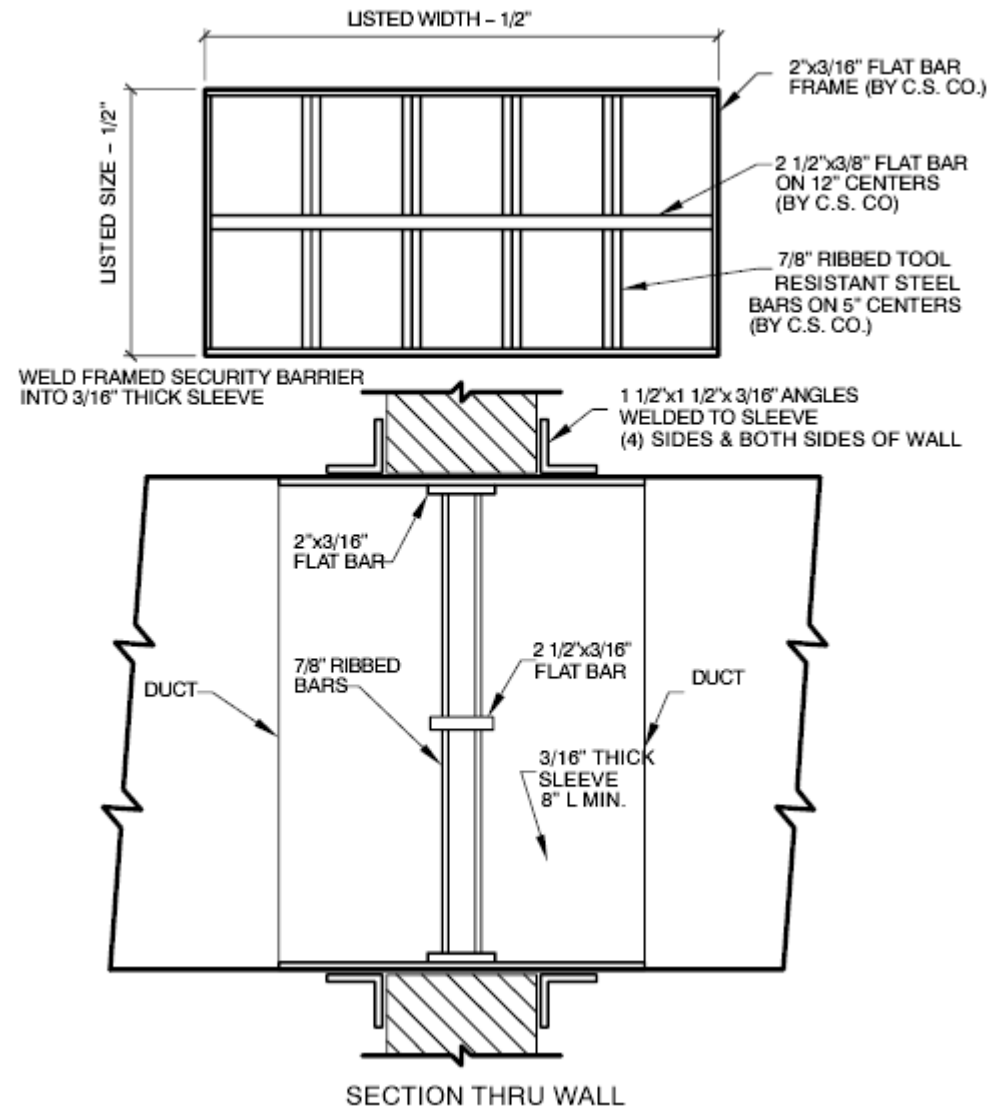 LISTED WIDTH – 1/2"
LISTED SIZE – 1/2"
2"x3/16" FLAT BAR
FRAME (BY C.S. CO.)
2 1/2"x3/8" FLAT BAR
ON 12" CENTERS
(BY C.S. CO)
7/8" RIBBED TOOL
RESISTANT STEEL
BARS ON 5" CENTERS
(BY C.S. CO.)
WELD FRAMED SECURITY BARRIER
INTO 3/16" THICK SLEEVE
1 1/2"x1 1/2"x 3/16" ANGLES
WELDED TO SLEEVE
(4) SIDES & BOTH SIDES OF WALL
2"x3/16"
FLAT BAR
7/8" RIBBED
BARS
2 1/2"x3/16"
FLAT BAR
DUCT
DUCT
3/16" THICK
SLEEVE
8" L MIN.
SECTION THRU WALL